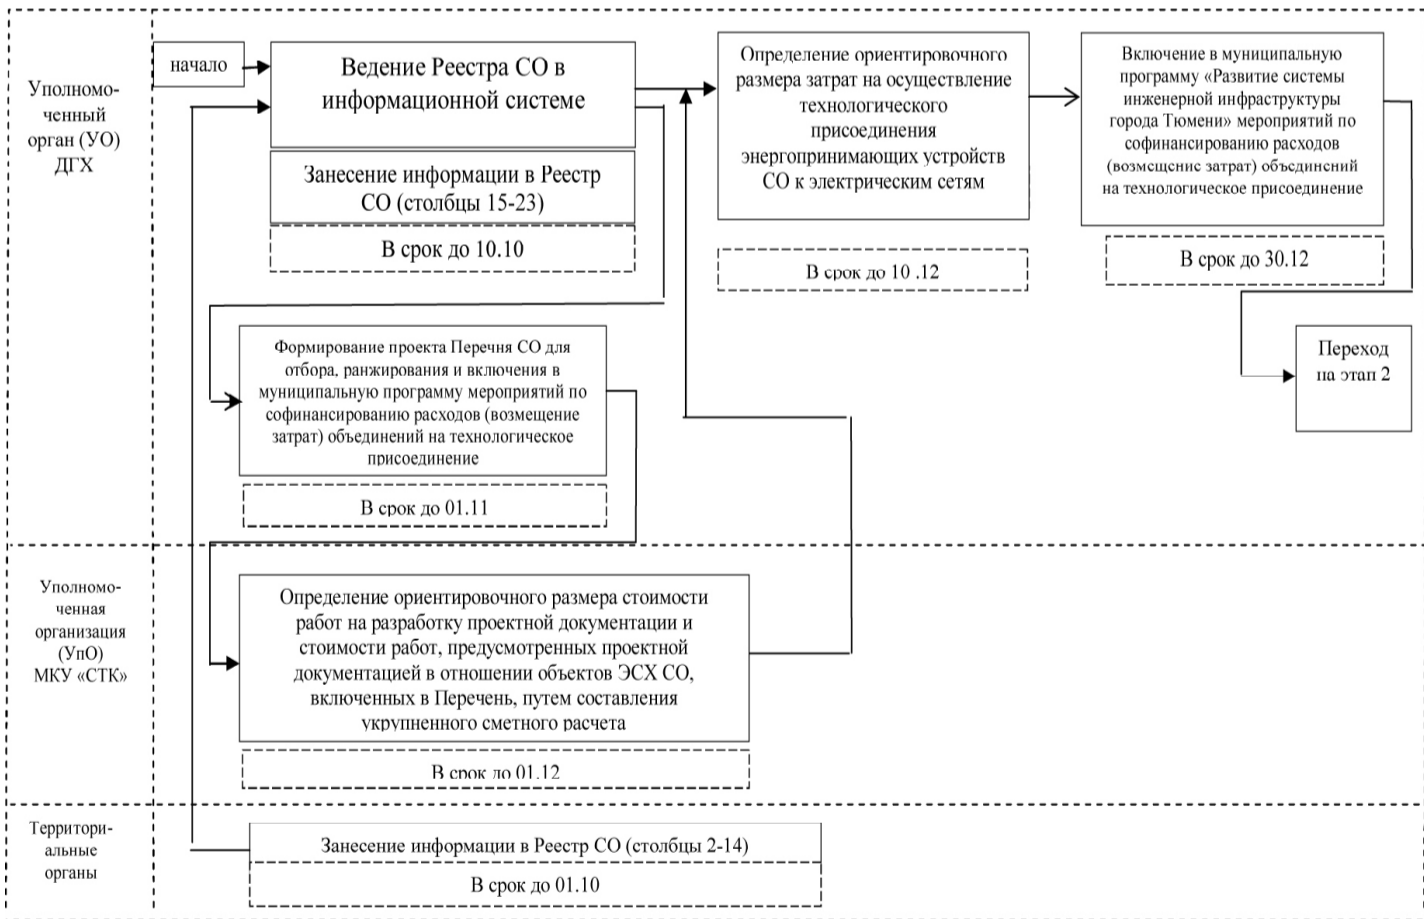 Уполномо-
ченный
орган (УО)
ДГХ
начало
Ведение Реестра СО в
информационной системе
Занесение информации в Реестр
СО (столбцы 15-23)
В срок до 10.10
Определение ориентировочного
размера затрат на осуществление
технологического
присоединения
энергопринимающих устройств
СО к электрическим сетям
В срок до 10 .12
Включение в муниципальную
программу «Развитие системы
инженерной инфраструктуры
города Тюмени» мероприятий по
софинансированию расходов
(возмещение затрат) объединений
на технологическое присоединение
В срок до 30.12
Переход
на этап 2
Формирование проекта Перечня СО для
отбора, ранжирования и включения в
муниципальную программу мероприятий по
софинансированию расходов (возмещение
затрат) объединений на технологическое
присоединение
В срок до 01.11
Уполномо-
ченная
организация
(УпО)
МКУ «СТК»
Определение ориентировочного размера стоимости
работ на разработку проектной документации и
стоимости работ, предусмотренных проектной
документацией в отношении объектов ЭСХ СО,
включенных в Перечень, путем составления
укрупненного сметного расчета
В срок до 01.12
Территори-
альные
органы
Занесение информации в Реестр СО (столбцы 2-14)
В срок до 01.10